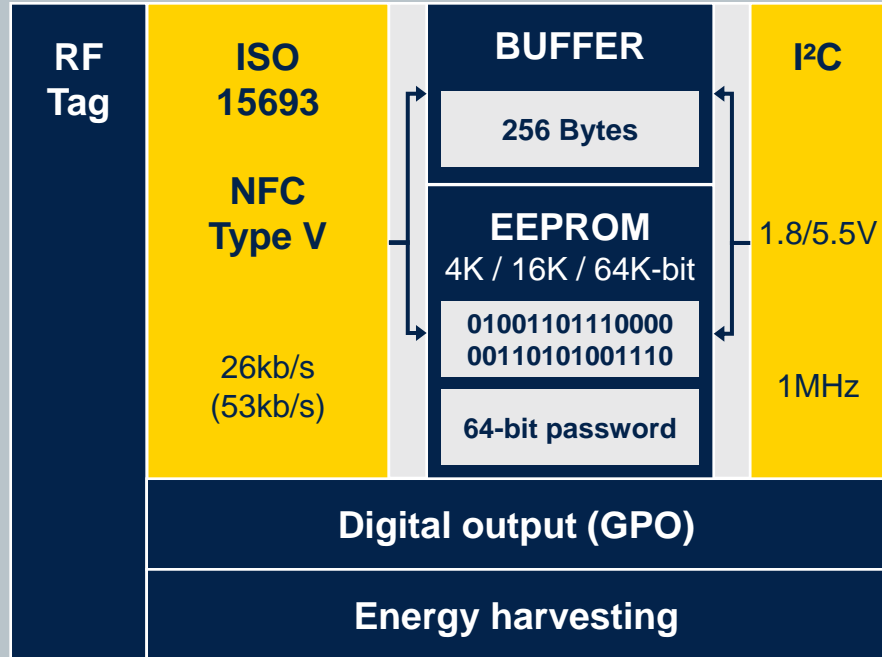 RF
Tag
ISO
15693
NFC
Type V
26kb/s
(53kb/s)
BUFFER
256 Bytes
EEPROM
4K / 16K / 64K-bit
01001101110000
00110101001110
64-bit password
I²C
1.8/5.5V
1MHz
Digital output (GPO)
Energy harvesting